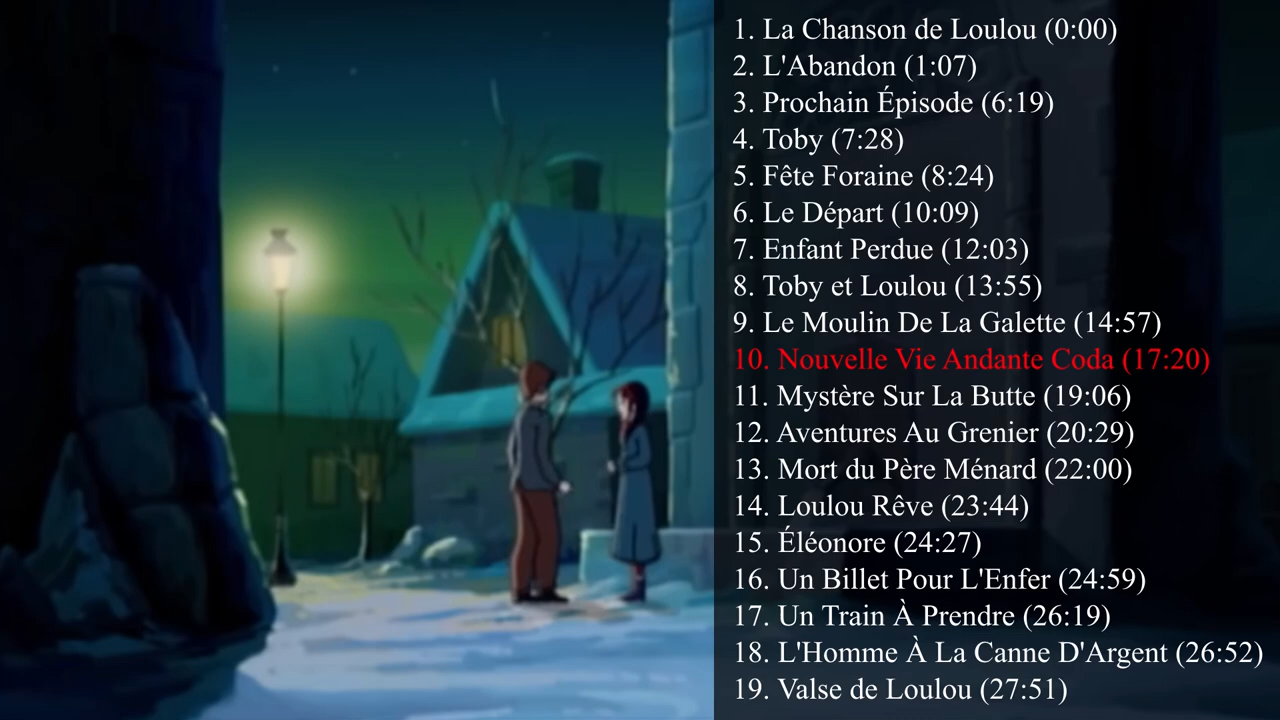 1. La Chanson de Loulou (0:00)
2. L'Abandon (1:07)
3. Prochain Épisode (6:19)
4. Toby (7:28)
5. Fête Foraine (8:24)
6. Le Départ (10:09)
7. Enfant Perdue (12:03)
8. Toby et Loulou (13:55)
9. Le Moulin De La Galette (14:57)
10. Nouvelle Vie Andante Coda (17:20)
11. Mystère Sur La Butte (19:06)
12. Aventures Au Grenier (20:29)
13. Mort du Père Ménard (22:00)
14. Loulou Rêve (23:44)
15. Éléonore (24:27)
16. Un Billet Pour L'Enfer (24:59)
17. Un Train À Prendre (26:19)
18. L'Homme À La Canne D'Argent (26:52)
19. Valse de Loulou (27:51)